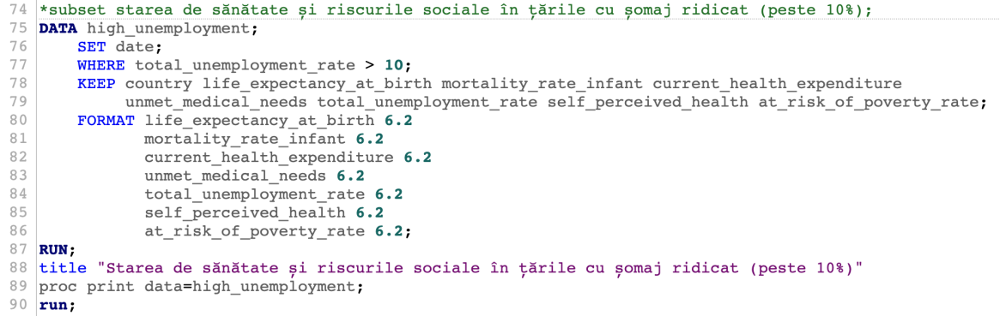 74 *subset starea de sănătate și riscurile sociale în țările cu șomaj ridicat (peste 10%);
75 DATA high_unemployment;
76     SET date;
77     WHERE total_unemployment_rate > 10;
78     KEEP country life_expectancy_at_birth mortality_rate_infant current_health_expenditure
79          unmet_medical_needs total_unemployment_rate self_perceived_health at_risk_of_poverty_rate;
80     FORMAT life_expectancy_at_birth 6.2
81            mortality_rate_infant 6.2
82            current_health_expenditure 6.2
83            unmet_medical_needs 6.2
84            total_unemployment_rate 6.2
85            self_perceived_health 6.2
86            at_risk_of_poverty_rate 6.2;
87 RUN;
88 title "Starea de sănătate și riscurile sociale în țările cu șomaj ridicat (peste 10%)"
89 proc print data=high_unemployment;
90 run;